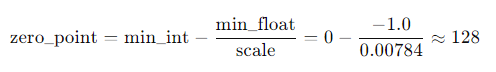 zero_point = min_int − min_float / scale = 0 − −1.0 / 0.00784 ≈ 128